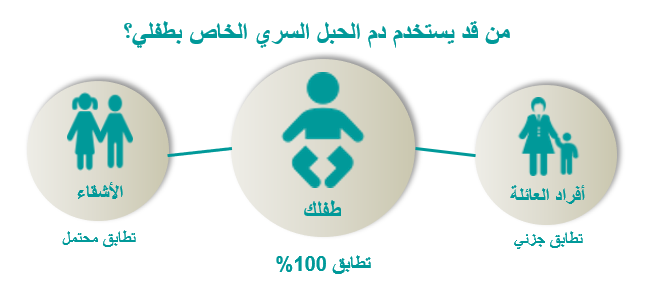 من قد يستخدم دم الحبل السري الخاص بطفلي؟
أفراد العائلة
تطابق جزئي
طفلك
تطابق 100%
الأشقاء
تطابق محتمل